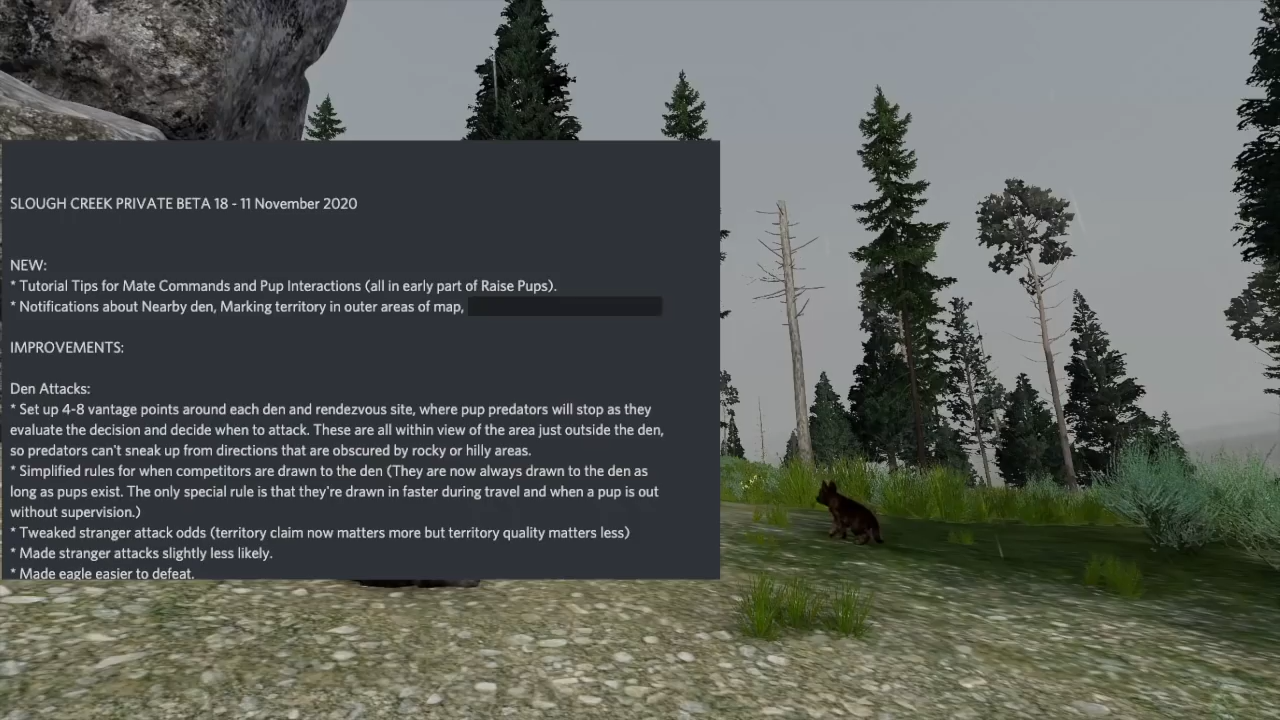 SLOUGH CREEK PRIVATE BETA 18 - 11 November 2020
NEW:
* Tutorial Tips for Mate Commands and Pup Interactions (all in early part of Raise Pups).
* Notifications about Nearby den, Marking territory in outer areas of map,
IMPROVEMENTS:
Den Attacks:
* Set up 4-8 vantage points around each den and rendezvous site, where pup predators will stop as they
evaluate the decision and decide when to attack. These are all within view of the area just outside the den,
so predators can't sneak up from directions that are obscured by rocky or hilly areas.
* Simplified rules for when competitors are drawn to the den (They are now always drawn to the den as
long as pups exist. The only special rule is that they're drawn in faster during travel and when a pup is out
without supervision.)
* Tweaked stranger attack odds (territory claim now matters more but territory quality matters less)
* Made stranger attacks slightly less likely.
* Made eagle easier to defeat.